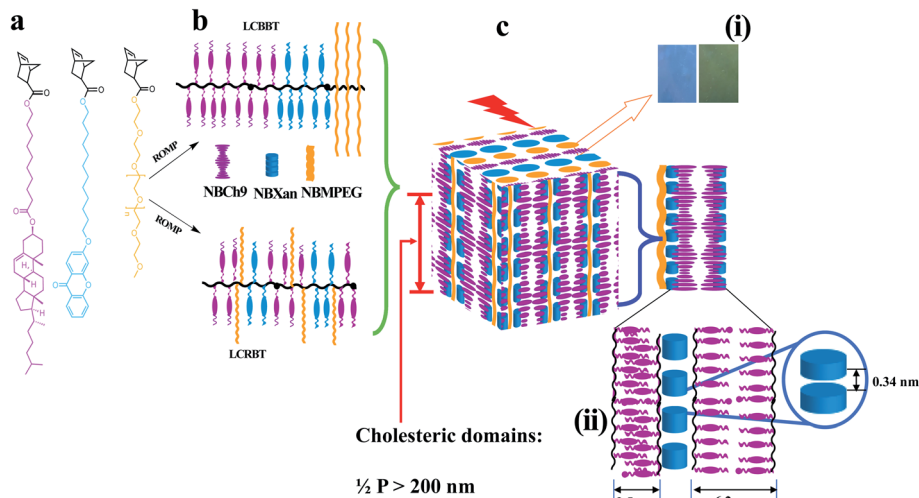 a
b
c
(i)
LCBBT
O
O
O
O
O
O
O
O
ROMP
NBCh9
NBXan
NBMPEG
ROMP
O
O
n
O
O
O
O
O
O
O
H
H
H
LCRBT
0.34 nm
(ii)
Cholesteric domains:
½ P > 200 nm